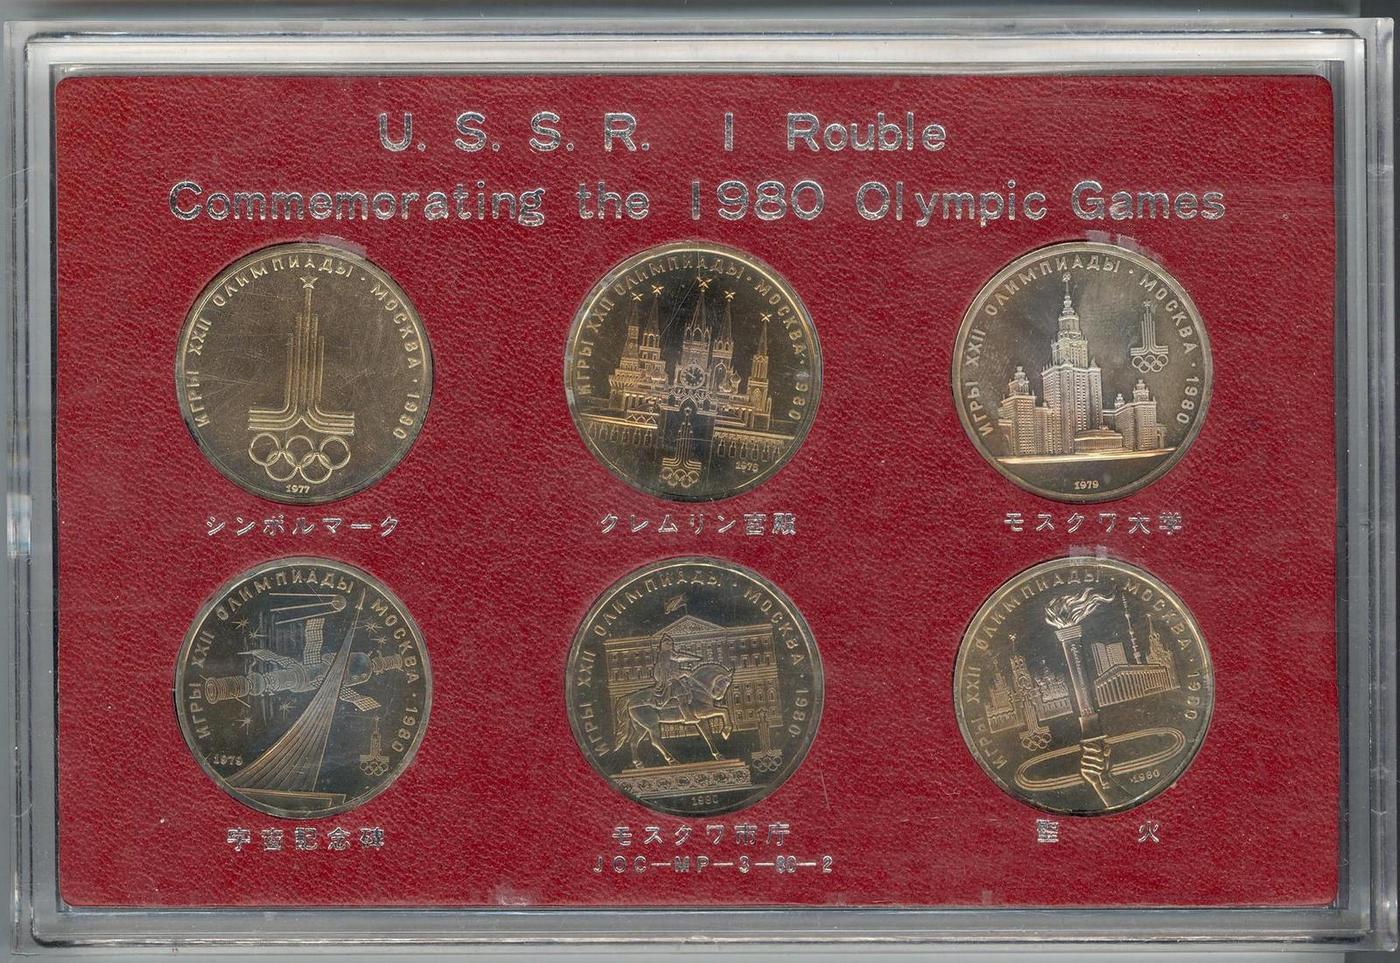 U. S. S. R. 1 Rouble
Commemorating the 1980 Olympic Games
ИГРЫ XXII ОЛИМПИАДЫ · МОСКВА · 1980
1977
シンボルマーク
ИГРЫ XXII ОЛИМПИАДЫ · МОСКВА · 1980
1978
クレムリン宮殿
ИГРЫ XXII ОЛИМПИАДЫ · МОСКВА · 1980
1979
モスクワ大学
ИГРЫ XXII ОЛИМПИАДЫ МОСКВА · 1980
1979
宇宙記念碑
ИГРЫ XXII ОЛИМПИАДЫ · МОСКВА · 1980
1980
モスクワ市庁
JOC—MP—3—80—2
ИГРЫ XXII ОЛИМПИАДЫ · МОСКВА · 1980
1980
聖 火